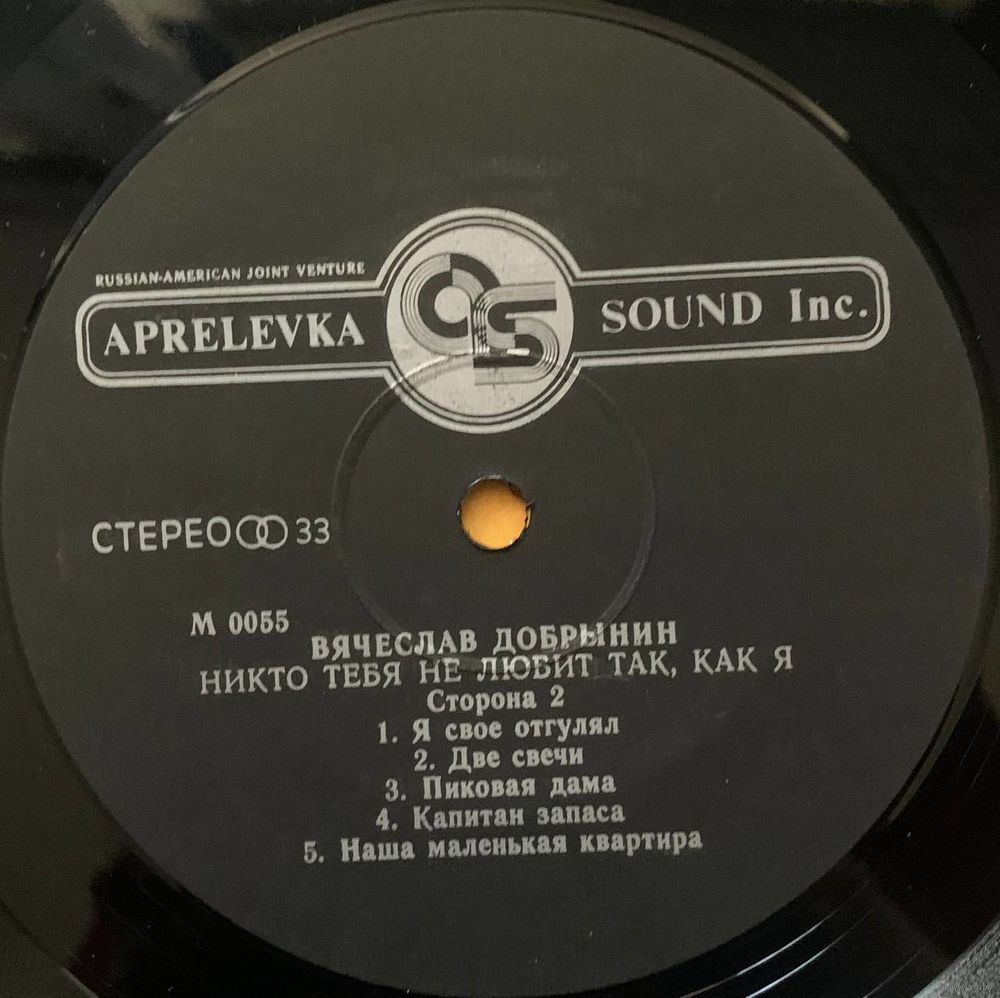 RUSSIAN-AMERICAN JOINT VENTURE
APRELEVKA SOUND Inc.
СТЕРЕО 33
М 0055
ВЯЧЕСЛАВ ДОБРЫНИН
НИКТО ТЕБЯ НЕ ЛЮБИТ ТАК, КАК Я
Сторона 2
1. Я свое отгулял
2. Две свечи
3. Пиковая дама
4. Капитан запаса
5. Наша маленькая квартира